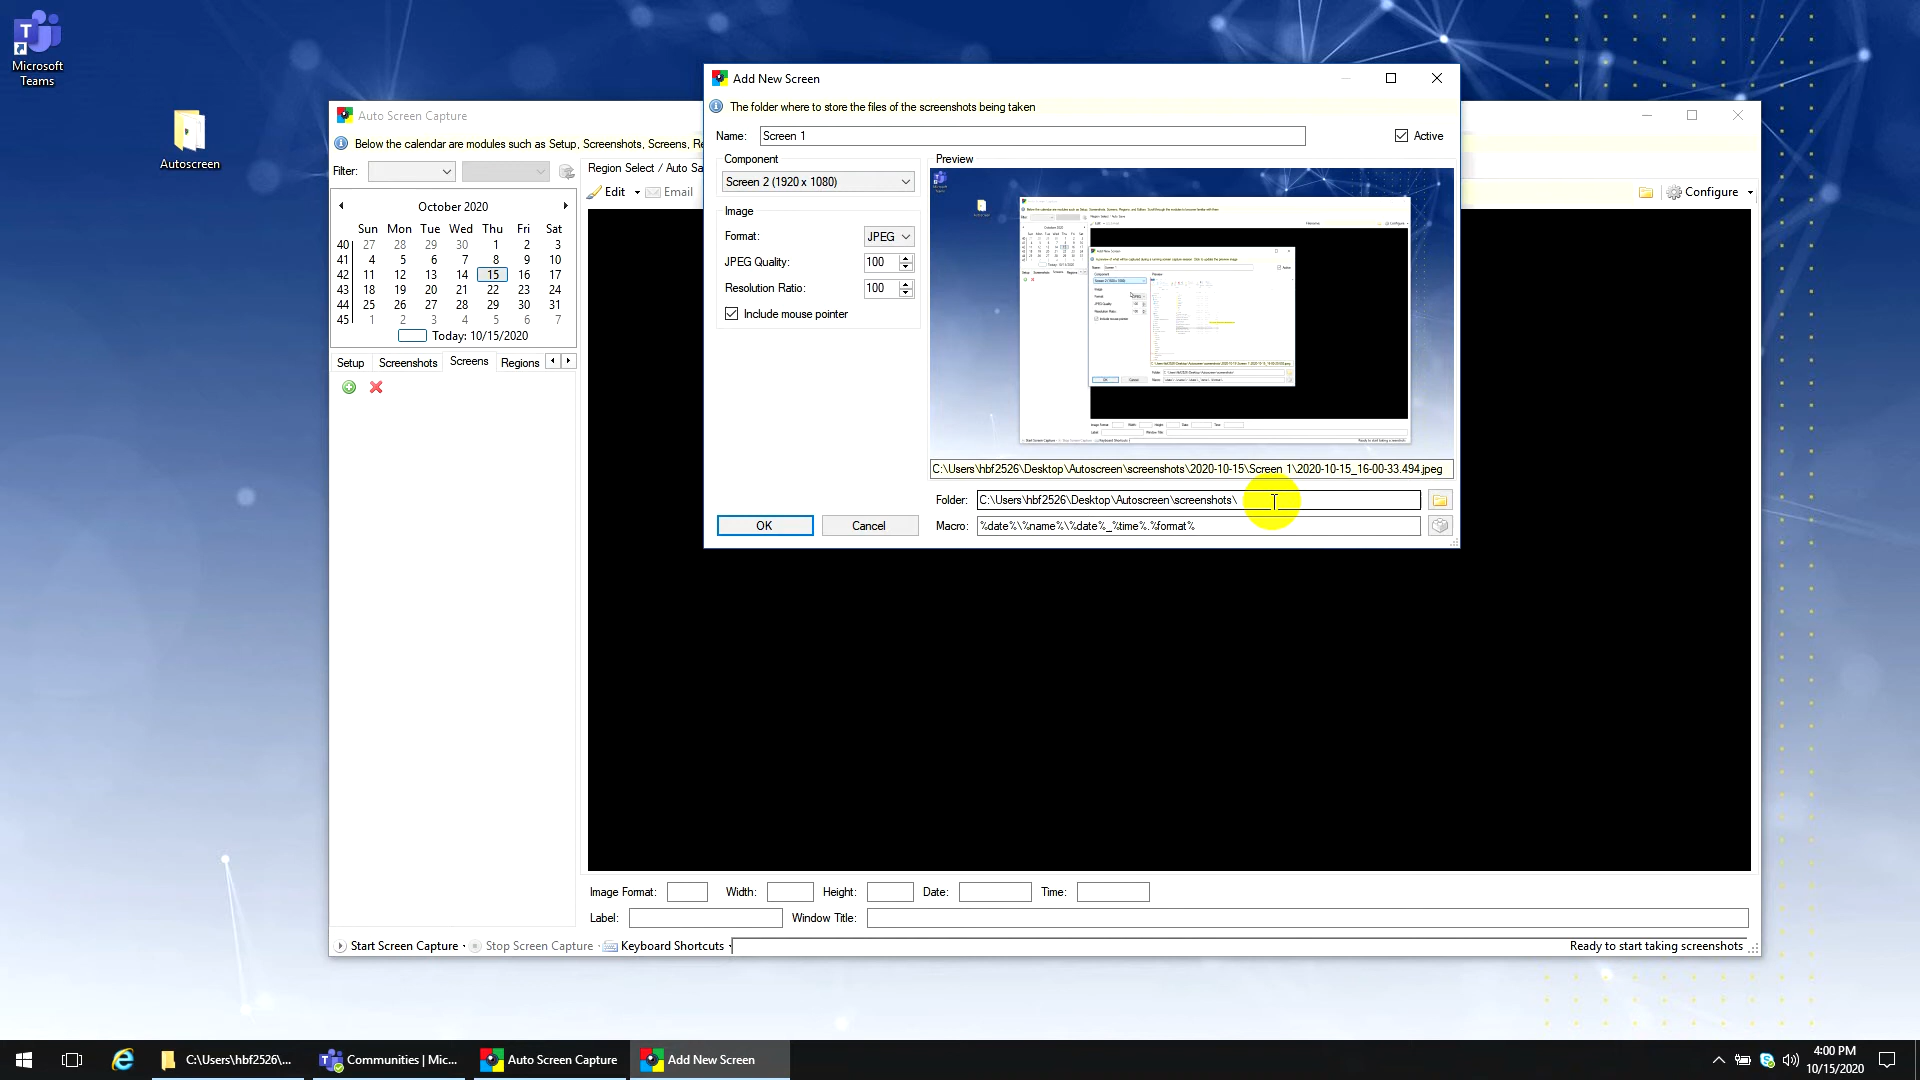 Microsoft
Teams
Autoscreen
Auto Screen Capture
Below the calendar are modules such as Setup, Screenshots, Screens, Re
Filter:
Region Select / Auto Sa
Edit
Email
Configure
October 2020
Sun Mon Tue Wed Thu Fri Sat
40 27 28 29 30 1 2 3
41 4 5 6 7 8 9 10
42 11 12 13 14 15 16 17
43 18 19 20 21 22 23 24
44 25 26 27 28 29 30 31
45 1 2 3 4 5 6 7
Today: 10/15/2020
Setup Screenshots Screens Regions
Add New Screen
The folder where to store the files of the screenshots being taken
Name: Screen 1
Active
Component
Screen 2 (1920 x 1080)
Image
Format: JPEG
JPEG Quality: 100
Resolution Ratio: 100
Include mouse pointer
OK
Cancel
Preview
C:\Users\hbf2526\Desktop\Autoscreen\screenshots\2020-10-15\Screen 1\2020-10-15_16-00-33.494.jpeg
Folder: C:\Users\hbf2526\Desktop\Autoscreen\screenshots\
Macro: %date%\%name%\%date%_%time%.%format%
Image Format: Width: Height: Date: Time:
Label: Window Title:
Start Screen Capture Stop Screen Capture Keyboard Shortcuts
Ready to start taking screenshots
C:\Users\hbf2526\...
Communities | Mic...
Auto Screen Capture
Add New Screen
4:00 PM
10/15/2020